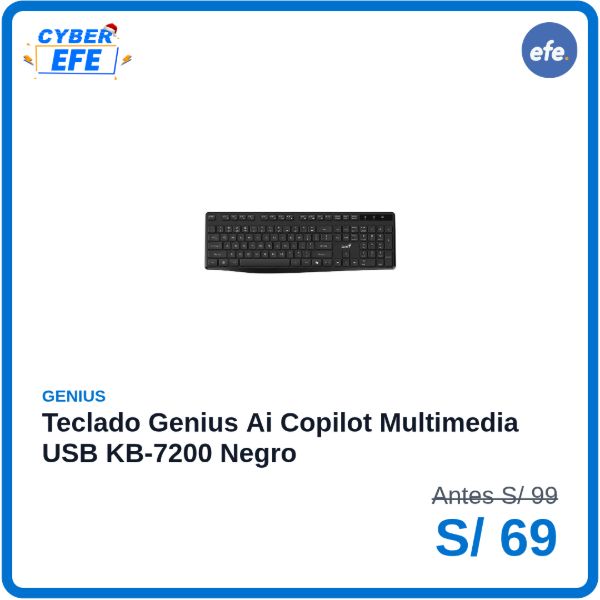 CYBER
EFE
efe.
GENIUS
Teclado Genius Ai Copilot Multimedia
USB KB-7200 Negro
Antes S/ 99
S/ 69